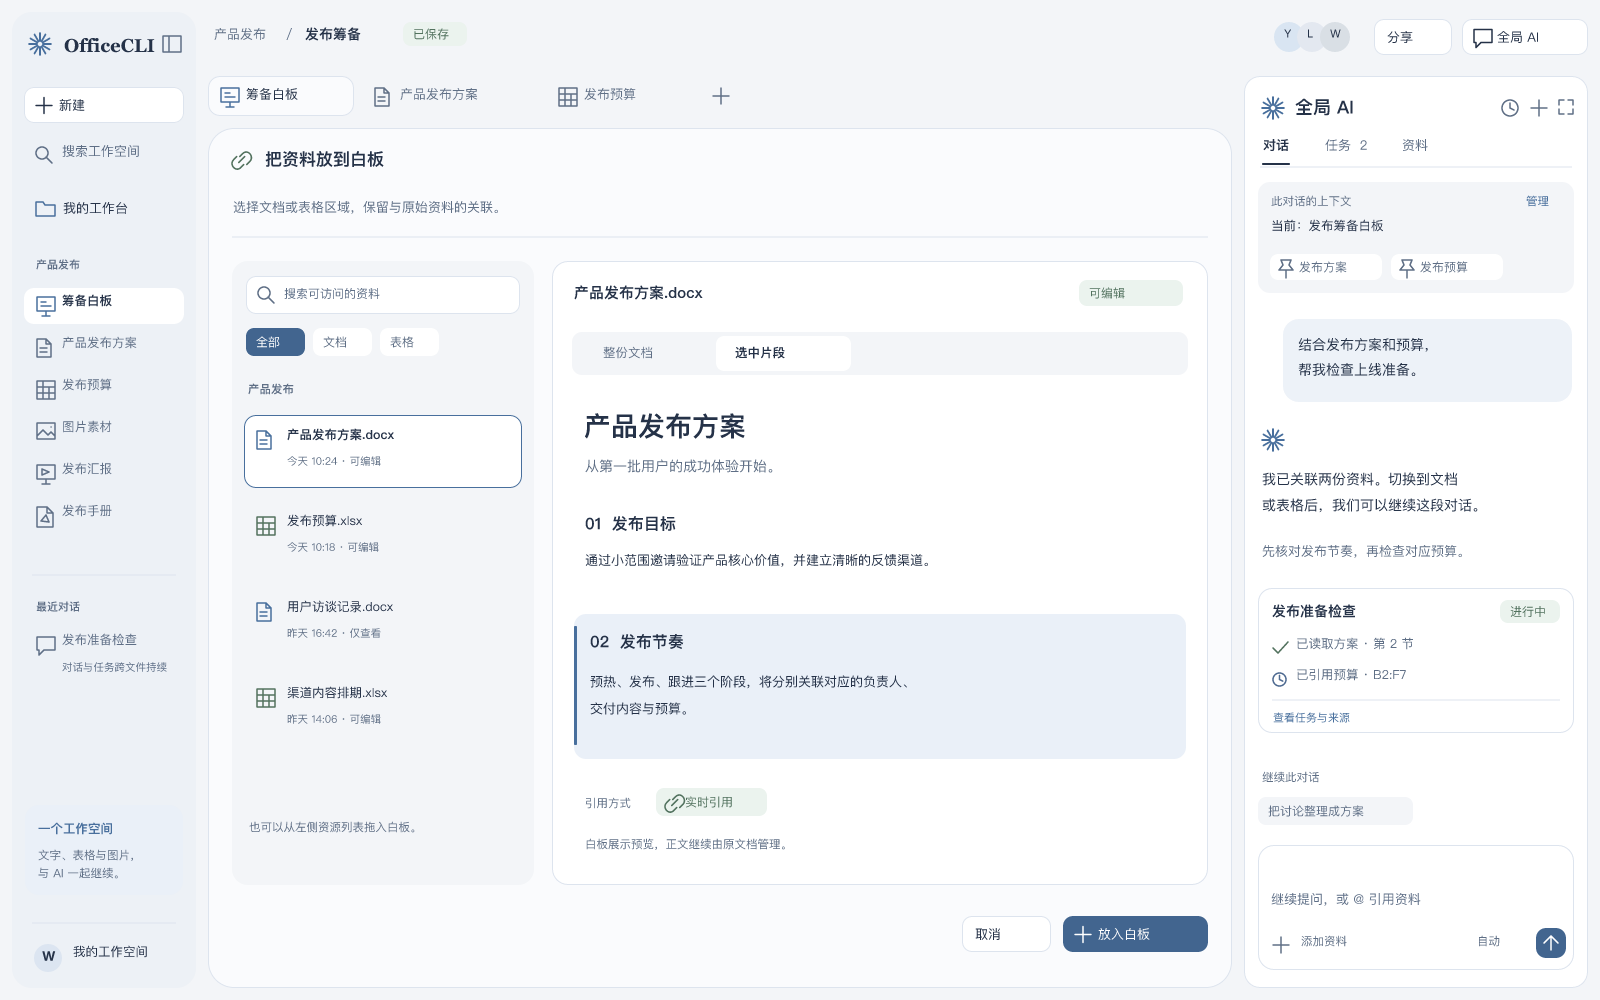 OfficeCLI
新建
搜索工作空间
我的工作台
产品发布
筹备白板
产品发布方案
发布预算
图片素材
发布汇报
发布手册
最近对话
发布准备检查
对话与任务跨文件持续
一个工作空间
文字、表格与图片，
与 AI 一起继续。
W 我的工作空间
产品发布 / 发布筹备 已保存
Y L W 分享 全局 AI
筹备白板 产品发布方案 发布预算
把资料放到白板
选择文档或表格区域，保留与原始资料的关联。
搜索可访问的资料
全部 文档 表格
产品发布
产品发布方案.docx
今天 10:24 · 可编辑
发布预算.xlsx
今天 10:18 · 可编辑
用户访谈记录.docx
昨天 16:42 · 仅查看
渠道内容排期.xlsx
昨天 14:06 · 可编辑
也可以从左侧资源列表拖入白板。
产品发布方案.docx 可编辑
整份文档 选中片段
产品发布方案
从第一批用户的成功体验开始。
01 发布目标
通过小范围邀请验证产品核心价值，并建立清晰的反馈渠道。
02 发布节奏
预热、发布、跟进三个阶段，将分别关联对应的负责人、
交付内容与预算。
引用方式 实时引用
白板展示预览，正文继续由原文档管理。
取消 放入白板
全局 AI
对话 任务 2 资料
此对话的上下文 管理
当前：发布筹备白板
发布方案 发布预算
结合发布方案和预算，
帮我检查上线准备。
我已关联两份资料。切换到文档
或表格后，我们可以继续这段对话。
先核对发布节奏，再检查对应预算。
发布准备检查 进行中
已读取方案 · 第 2 节
已引用预算 · B2:F7
查看任务与来源
继续此对话
把讨论整理成方案
继续提问，或 @ 引用资料
添加资料 自动